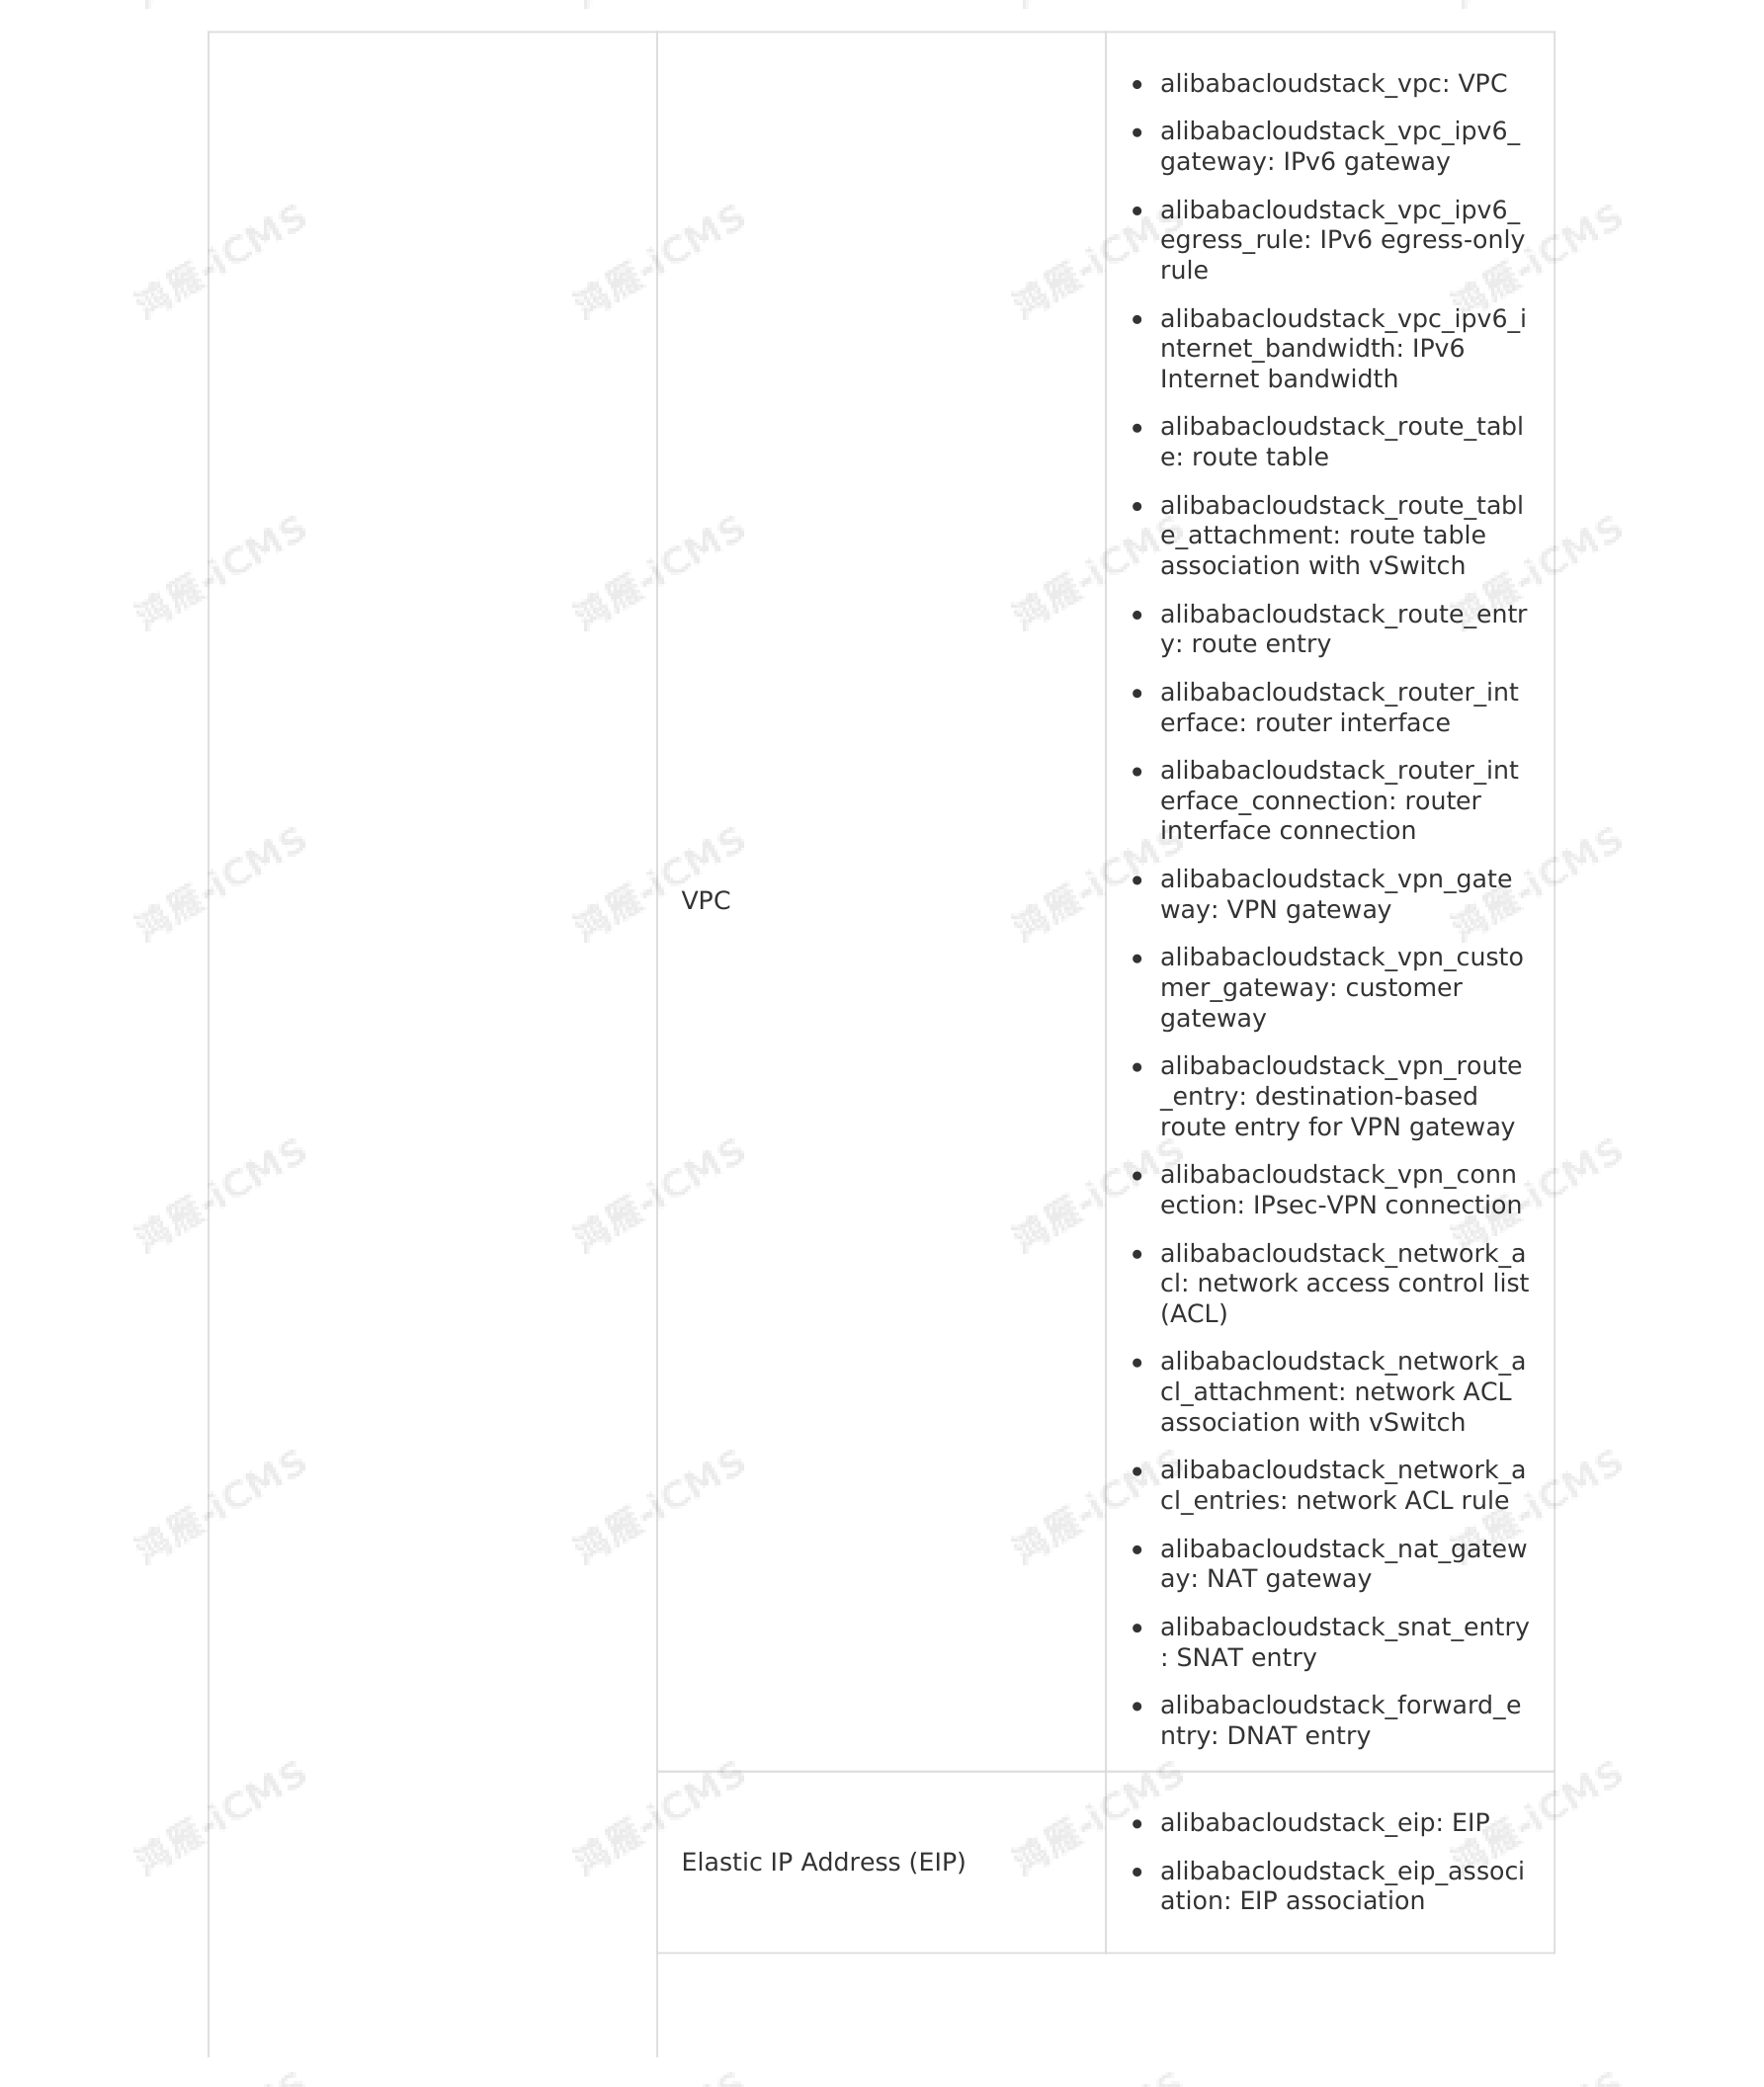 alibabacloudstack_vpc: VPC
alibabacloudstack_vpc_ipv6_
gateway: IPv6 gateway
alibabacloudstack_vpc_ipv6_
egress_rule: IPv6 egress-only
rule
alibabacloudstack_vpc_ipv6_i
nternet_bandwidth: IPv6
Internet bandwidth
alibabacloudstack_route_tabl
e: route table
alibabacloudstack_route_tabl
e_attachment: route table
association with vSwitch
alibabacloudstack_route_entr
y: route entry
alibabacloudstack_router_int
erface: router interface
alibabacloudstack_router_int
erface_connection: router
interface connection
VPC
alibabacloudstack_vpn_gate
way: VPN gateway
alibabacloudstack_vpn_custo
mer_gateway: customer
gateway
alibabacloudstack_vpn_route
_entry: destination-based
route entry for VPN gateway
alibabacloudstack_vpn_conn
ection: IPsec-VPN connection
alibabacloudstack_network_a
cl: network access control list
(ACL)
alibabacloudstack_network_a
cl_attachment: network ACL
association with vSwitch
alibabacloudstack_network_a
cl_entries: network ACL rule
alibabacloudstack_nat_gatew
ay: NAT gateway
alibabacloudstack_snat_entry
: SNAT entry
alibabacloudstack_forward_e
ntry: DNAT entry
Elastic IP Address (EIP)
alibabacloudstack_eip: EIP
alibabacloudstack_eip_associ
ation: EIP association
鸿雁-iCMS